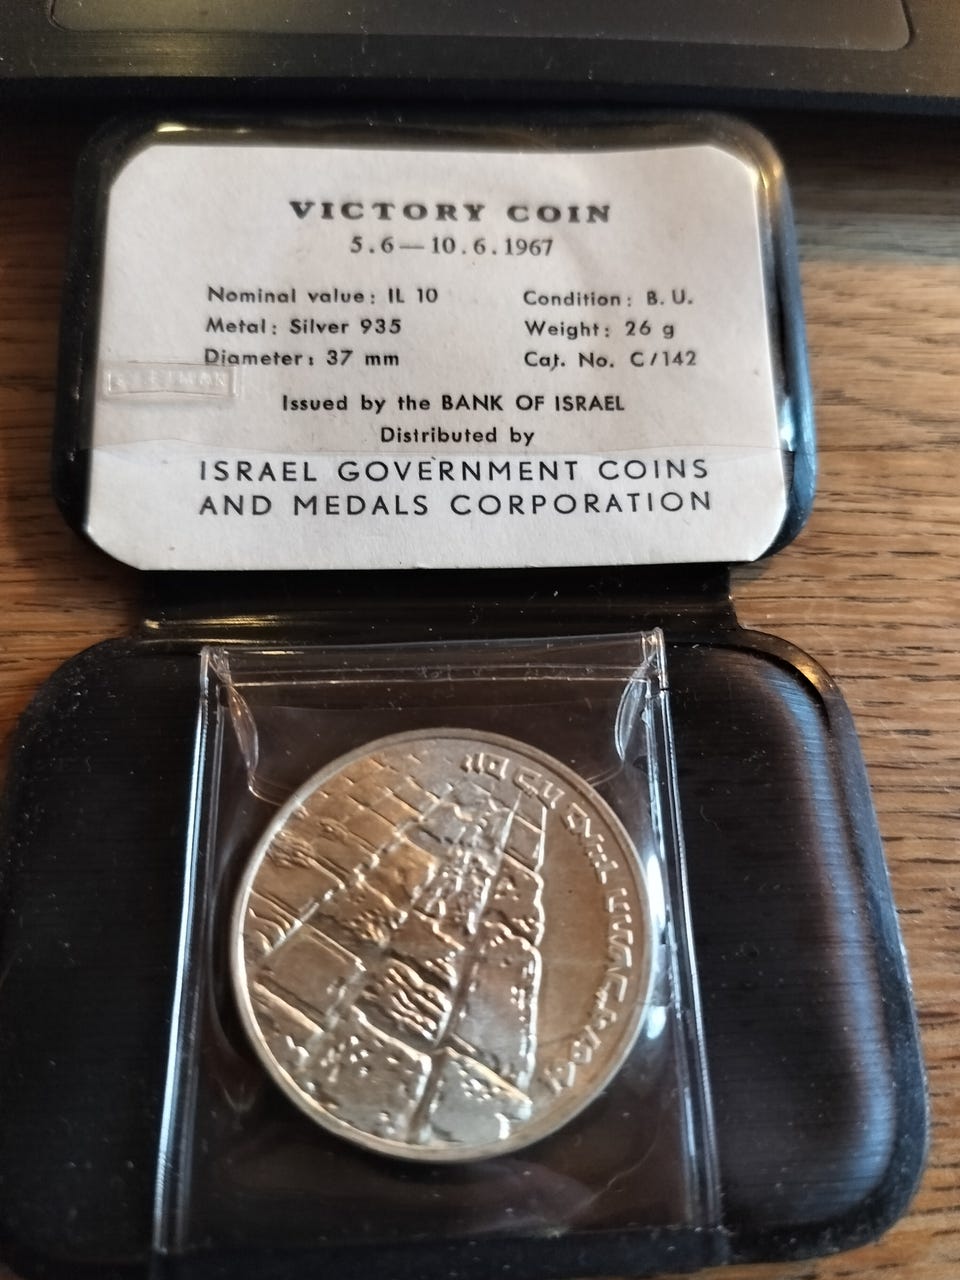 VICTORY COIN
5.6—10.6.1967
Nominal value: IL 10
Condition: B. U.
Metal: Silver 935
Weight: 26 g
Diameter: 37 mm
Cat. No. C/142
Issued by the BANK OF ISRAEL
Distributed by
ISRAEL GOVERNMENT COINS
AND MEDALS CORPORATION